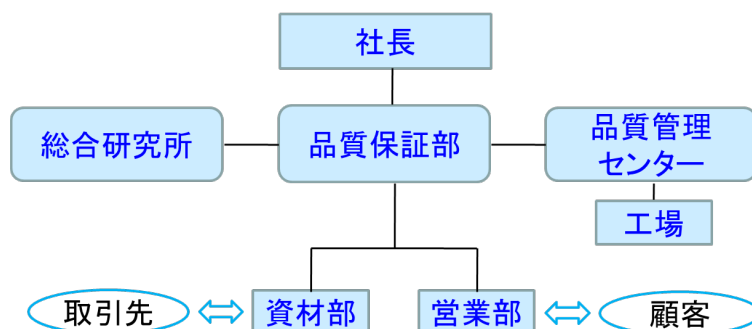 社長
総合研究所
品質保証部
品質管理
センター
工場
取引先
資材部
営業部
顧客